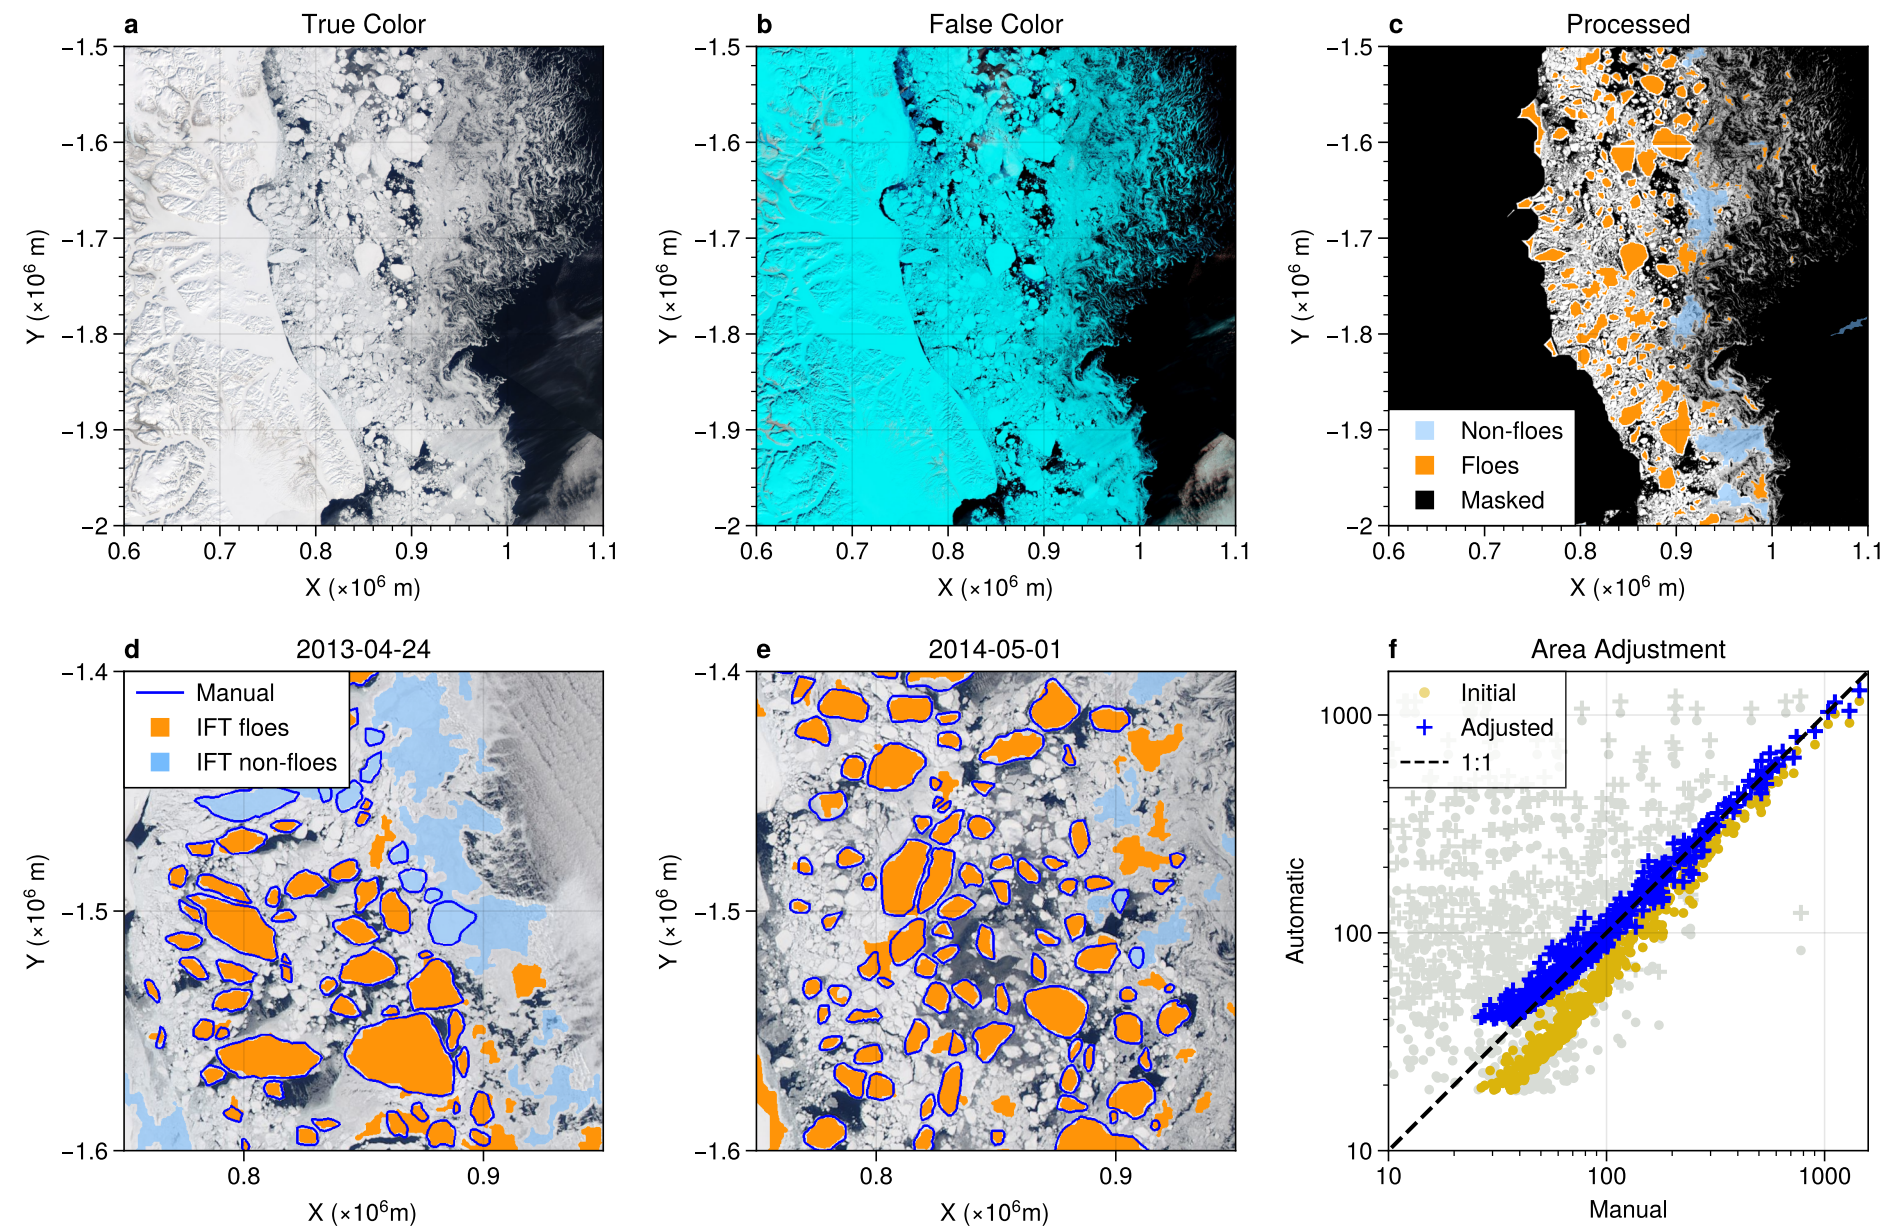 a True Color
−1.5
−1.6
−1.7
−1.8
−1.9
−2
Y (×10⁶ m)
0.6 0.7 0.8 0.9 1 1.1
X (×10⁶ m)
b False Color
−1.5
−1.6
−1.7
−1.8
−1.9
−2
Y (×10⁶ m)
0.6 0.7 0.8 0.9 1 1.1
X (×10⁶ m)
c Processed
−1.5
−1.6
−1.7
−1.8
−1.9
−2
Y (×10⁶ m)
Non-floes
Floes
Masked
0.6 0.7 0.8 0.9 1 1.1
X (×10⁶ m)
d 2013-04-24
Manual
IFT floes
IFT non-floes
−1.4
−1.5
−1.6
Y (×10⁶ m)
0.8 0.9
X (×10⁶m)
e 2014-05-01
−1.4
−1.5
−1.6
Y (×10⁶ m)
0.8 0.9
X (×10⁶m)
f Area Adjustment
Initial
Adjusted
1:1
1000
100
10
Automatic
10 100 1000
Manual